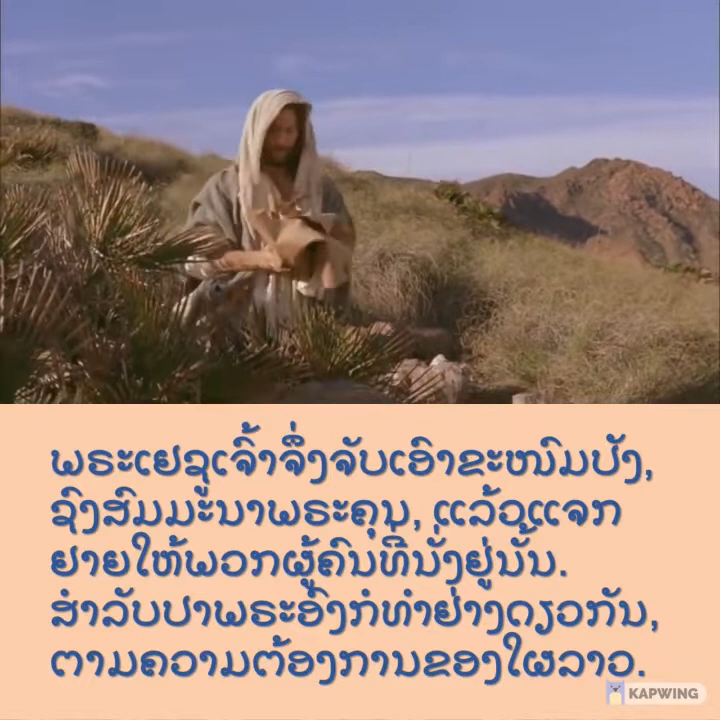 ພຣະເຢຊູເຈົ້າຈຶ່ງຈັບເອົາຂະໜົມປັງ,
ຊົງສົມມະນາພຣະຄຸນ, ແລ້ວແຈກ
ຢາຍໃຫ້ພວກຜູ້ຄົນທີ່ນັ່ງຢູ່ນັ້ນ.
ສຳລັບປາພຣະອົງກໍທຳຢ່າງດຽວກັນ,
ຕາມຄວາມຕ້ອງການຂອງໃຜລາວ.
KAPWING